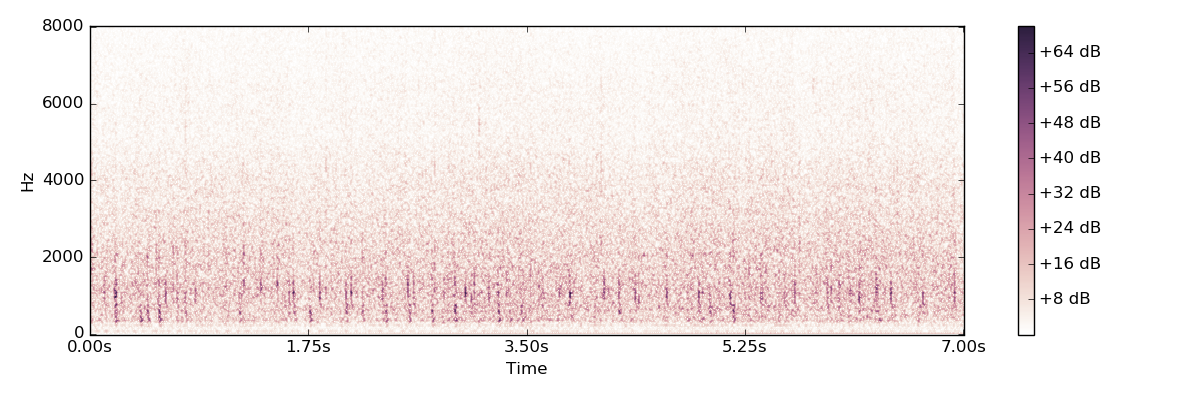 8000
6000
4000
2000
0
Hz
0.00s
1.75s
3.50s
5.25s
7.00s
Time
+64 dB
+56 dB
+48 dB
+40 dB
+32 dB
+24 dB
+16 dB
+8 dB